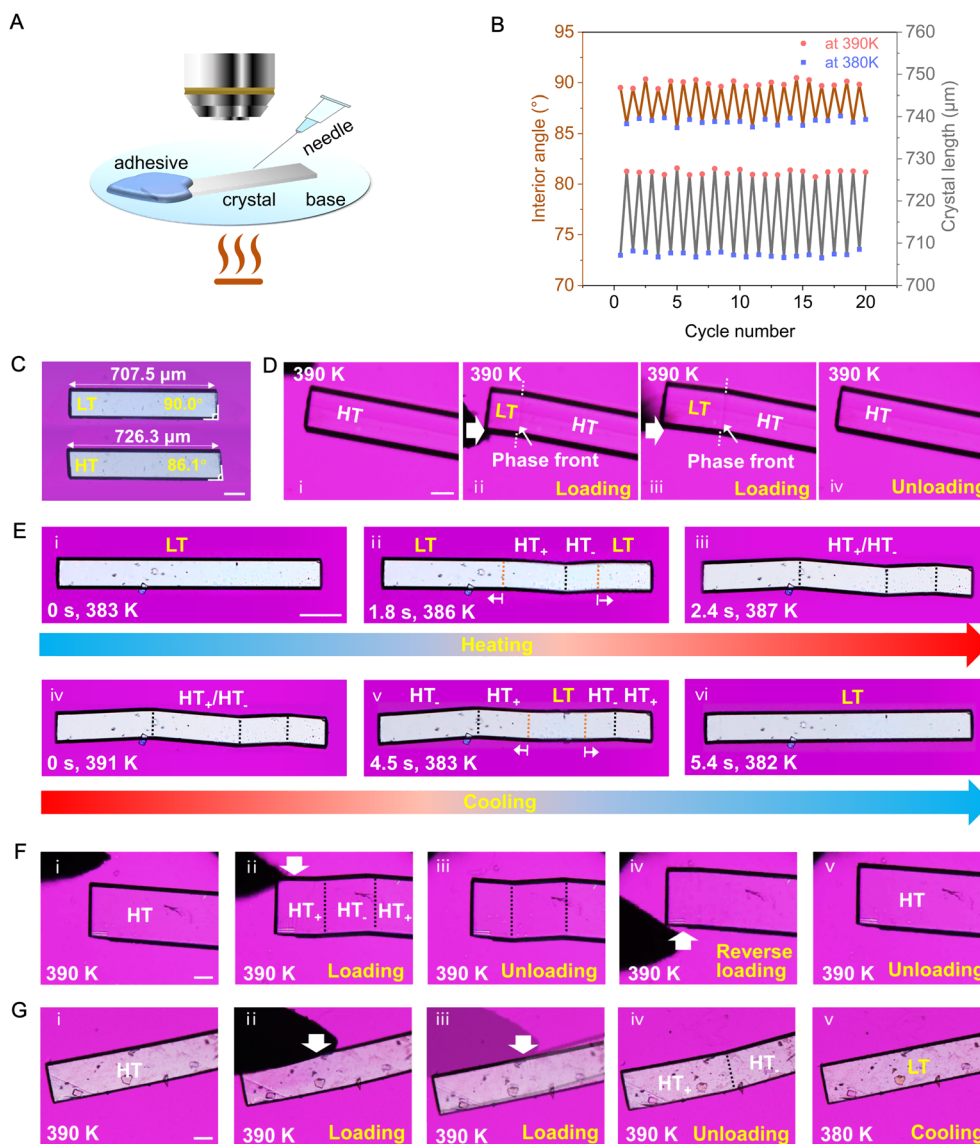 A
adhesive
needle
crystal
base
B
95
90
85
80
75
70
Interior angle (°)
at 390K
at 380K
760
750
740
730
720
710
700
Crystal length (μm)
0
5
10
15
20
Cycle number
C
707.5 μm
LT
90.0°
726.3 μm
HT
86.1°
D
390 K
HT
i
390 K
LT
HT
Phase front
ii
Loading
390 K
LT
HT
Phase front
iii
Loading
390 K
HT
iv
Unloading
E
i
LT
0 s, 383 K
ii
LT
HT+
HT-
LT
1.8 s, 386 K
iii
HT+/HT-
2.4 s, 387 K
Heating
iv
HT+/HT-
0 s, 391 K
v
HT-
HT+
LT
HT-
HT+
4.5 s, 383 K
vi
LT
5.4 s, 382 K
Cooling
F
i
HT
390 K
ii
HT+
HT-
HT+
390 K
Loading
iii
390 K
Unloading
iv
Reverse
loading
390 K
v
HT
390 K
Unloading
G
i
HT
390 K
ii
390 K
Loading
iii
390 K
Loading
iv
HT+
HT-
390 K
Unloading
v
LT
380 K
Cooling